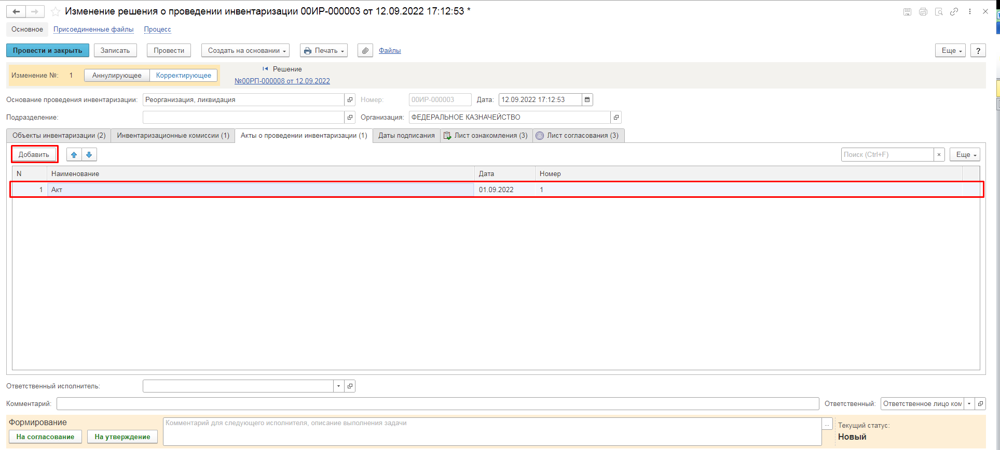 Изменение решения о проведении инвентаризации 00ИР-000003 от 12.09.2022 17:12:53 *
Основное Присоединенные файлы Процесс
Провести и закрыть Записать Провести Создать на основании Печать Файлы Еще ?
Изменение №: 1 Аннулирующее Корректирующее Решение
№00РП-000008 от 12.09.2022
Основание проведения инвентаризации: Реорганизация, ликвидация Номер: 00ИР-000003 Дата: 12.09.2022 17:12:53
Подразделение: Организация: ФЕДЕРАЛЬНОЕ КАЗНАЧЕЙСТВО
Объекты инвентаризации (2) Инвентаризационные комиссии (1) Акты о проведении инвентаризации (1) Даты подписания Лист ознакомления (3) Лист согласования (3)
Добавить Поиск (Ctrl+F) × Еще
N Наименование Дата Номер
1 Акт 01.09.2022 1
Ответственный исполнитель:
Комментарий: Ответственный: Ответственное лицо ком
Формирование Комментарий для следующего исполнителя, описание выполнения задачи ... Текущий статус:
На согласование На утверждение Новый